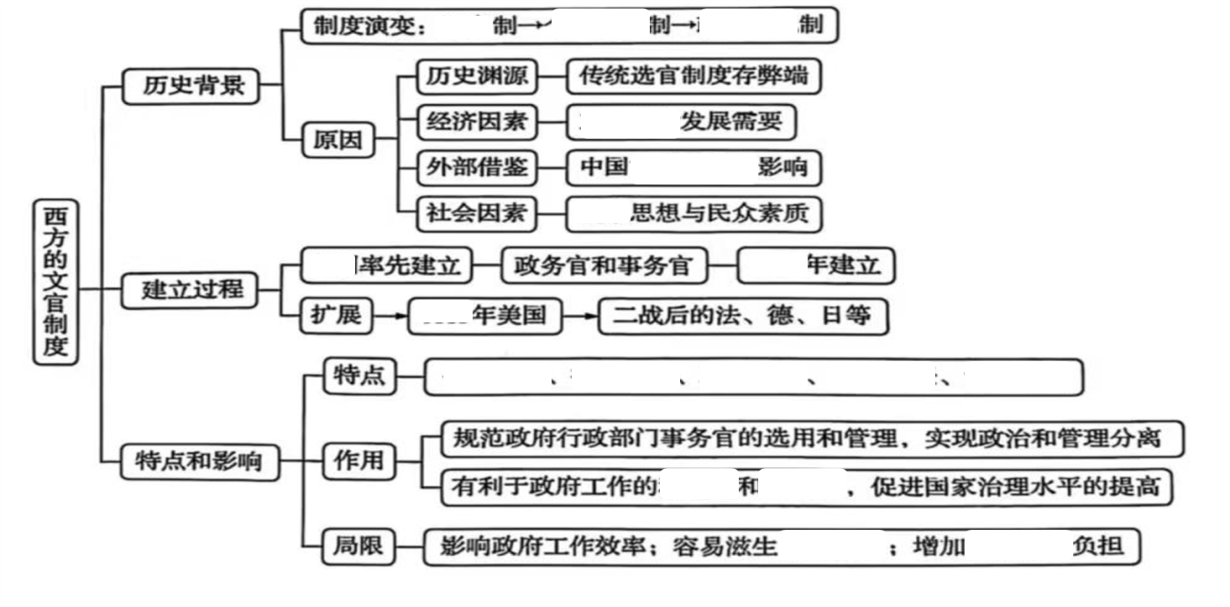 西方的文官制度
历史背景
制度演变： 制→ 制→ 制
原因
历史渊源
传统选官制度存弊端
经济因素
发展需要
外部借鉴
中国 影响
社会因素
思想与民众素质
建立过程
率先建立
政务官和事务官
年建立
扩展
年美国
二战后的法、德、日等
特点和影响
特点
、 、 、 、
作用
规范政府行政部门事务官的选用和管理，实现政治和管理分离
有利于政府工作的 和 ，促进国家治理水平的提高
局限
影响政府工作效率；容易滋生 ；增加 负担